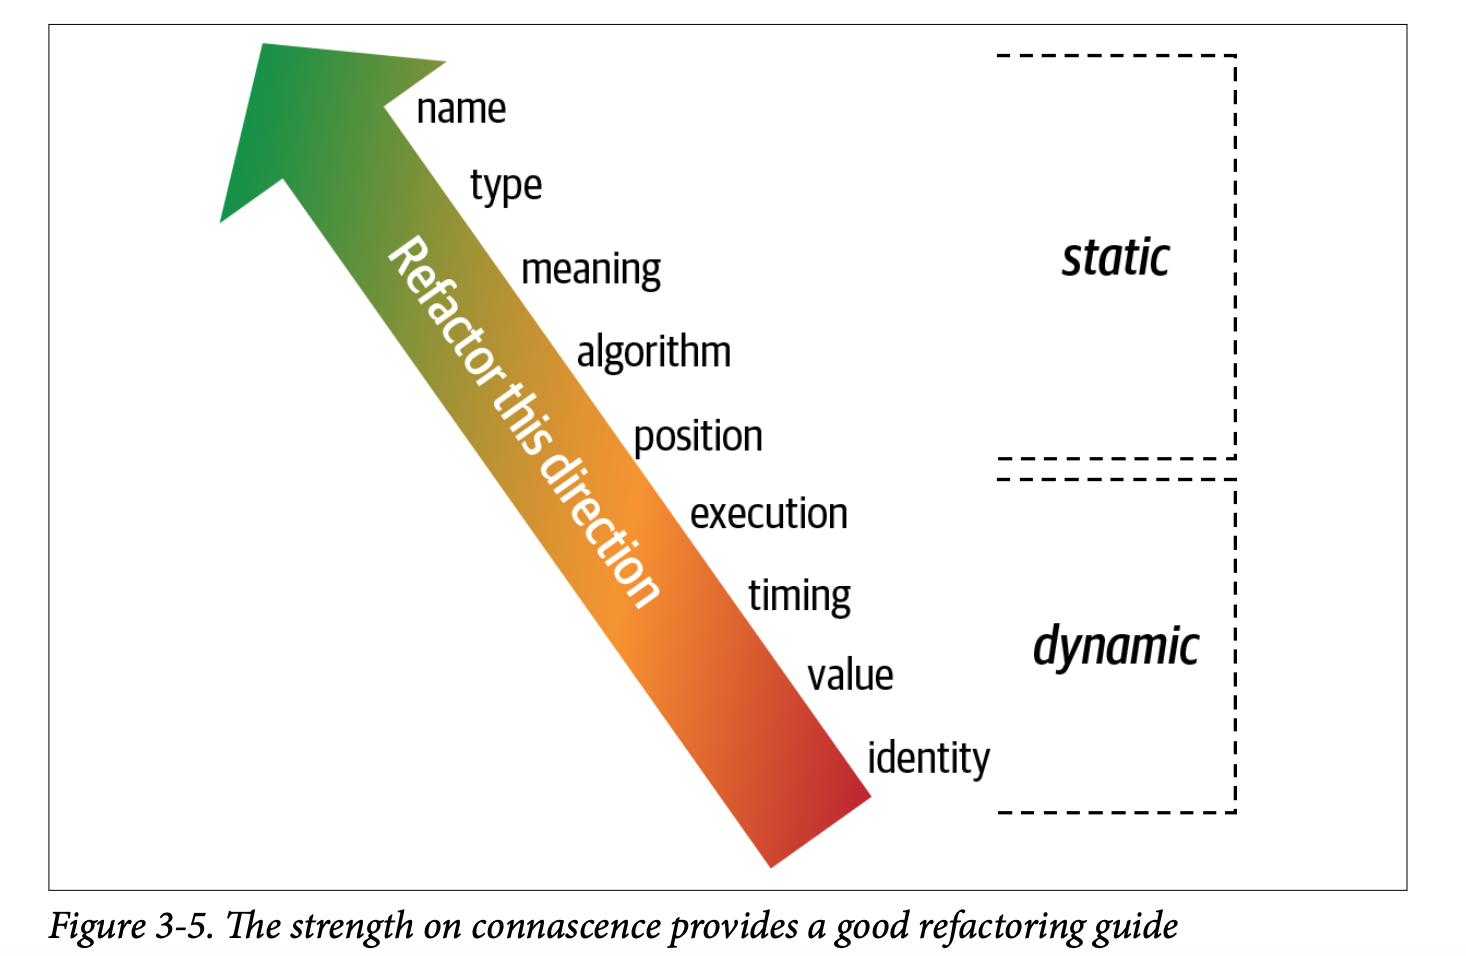 name
type
meaning
algorithm
position
execution
timing
value
identity
Refactor this direction
static
dynamic
Figure 3-5. The strength on connascence provides a good refactoring guide